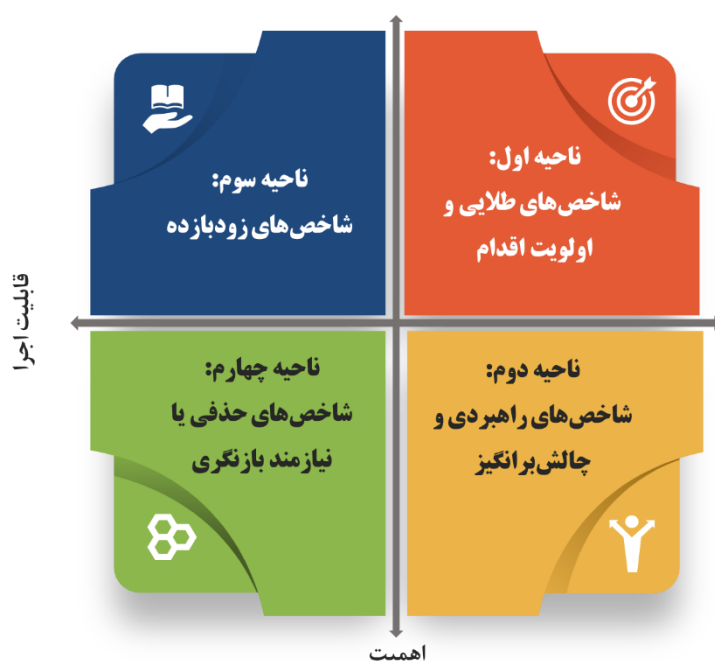 ناحیه اول:
شاخص‌های طلایی و
اولویت اقدام
ناحیه سوم:
شاخص‌های زودبازده
ناحیه دوم:
شاخص‌های راهبردی و
چالش‌برانگیز
ناحیه چهارم:
شاخص‌های حذفی یا
نیازمند بازنگری
قابلیت اجرا
اهمیت